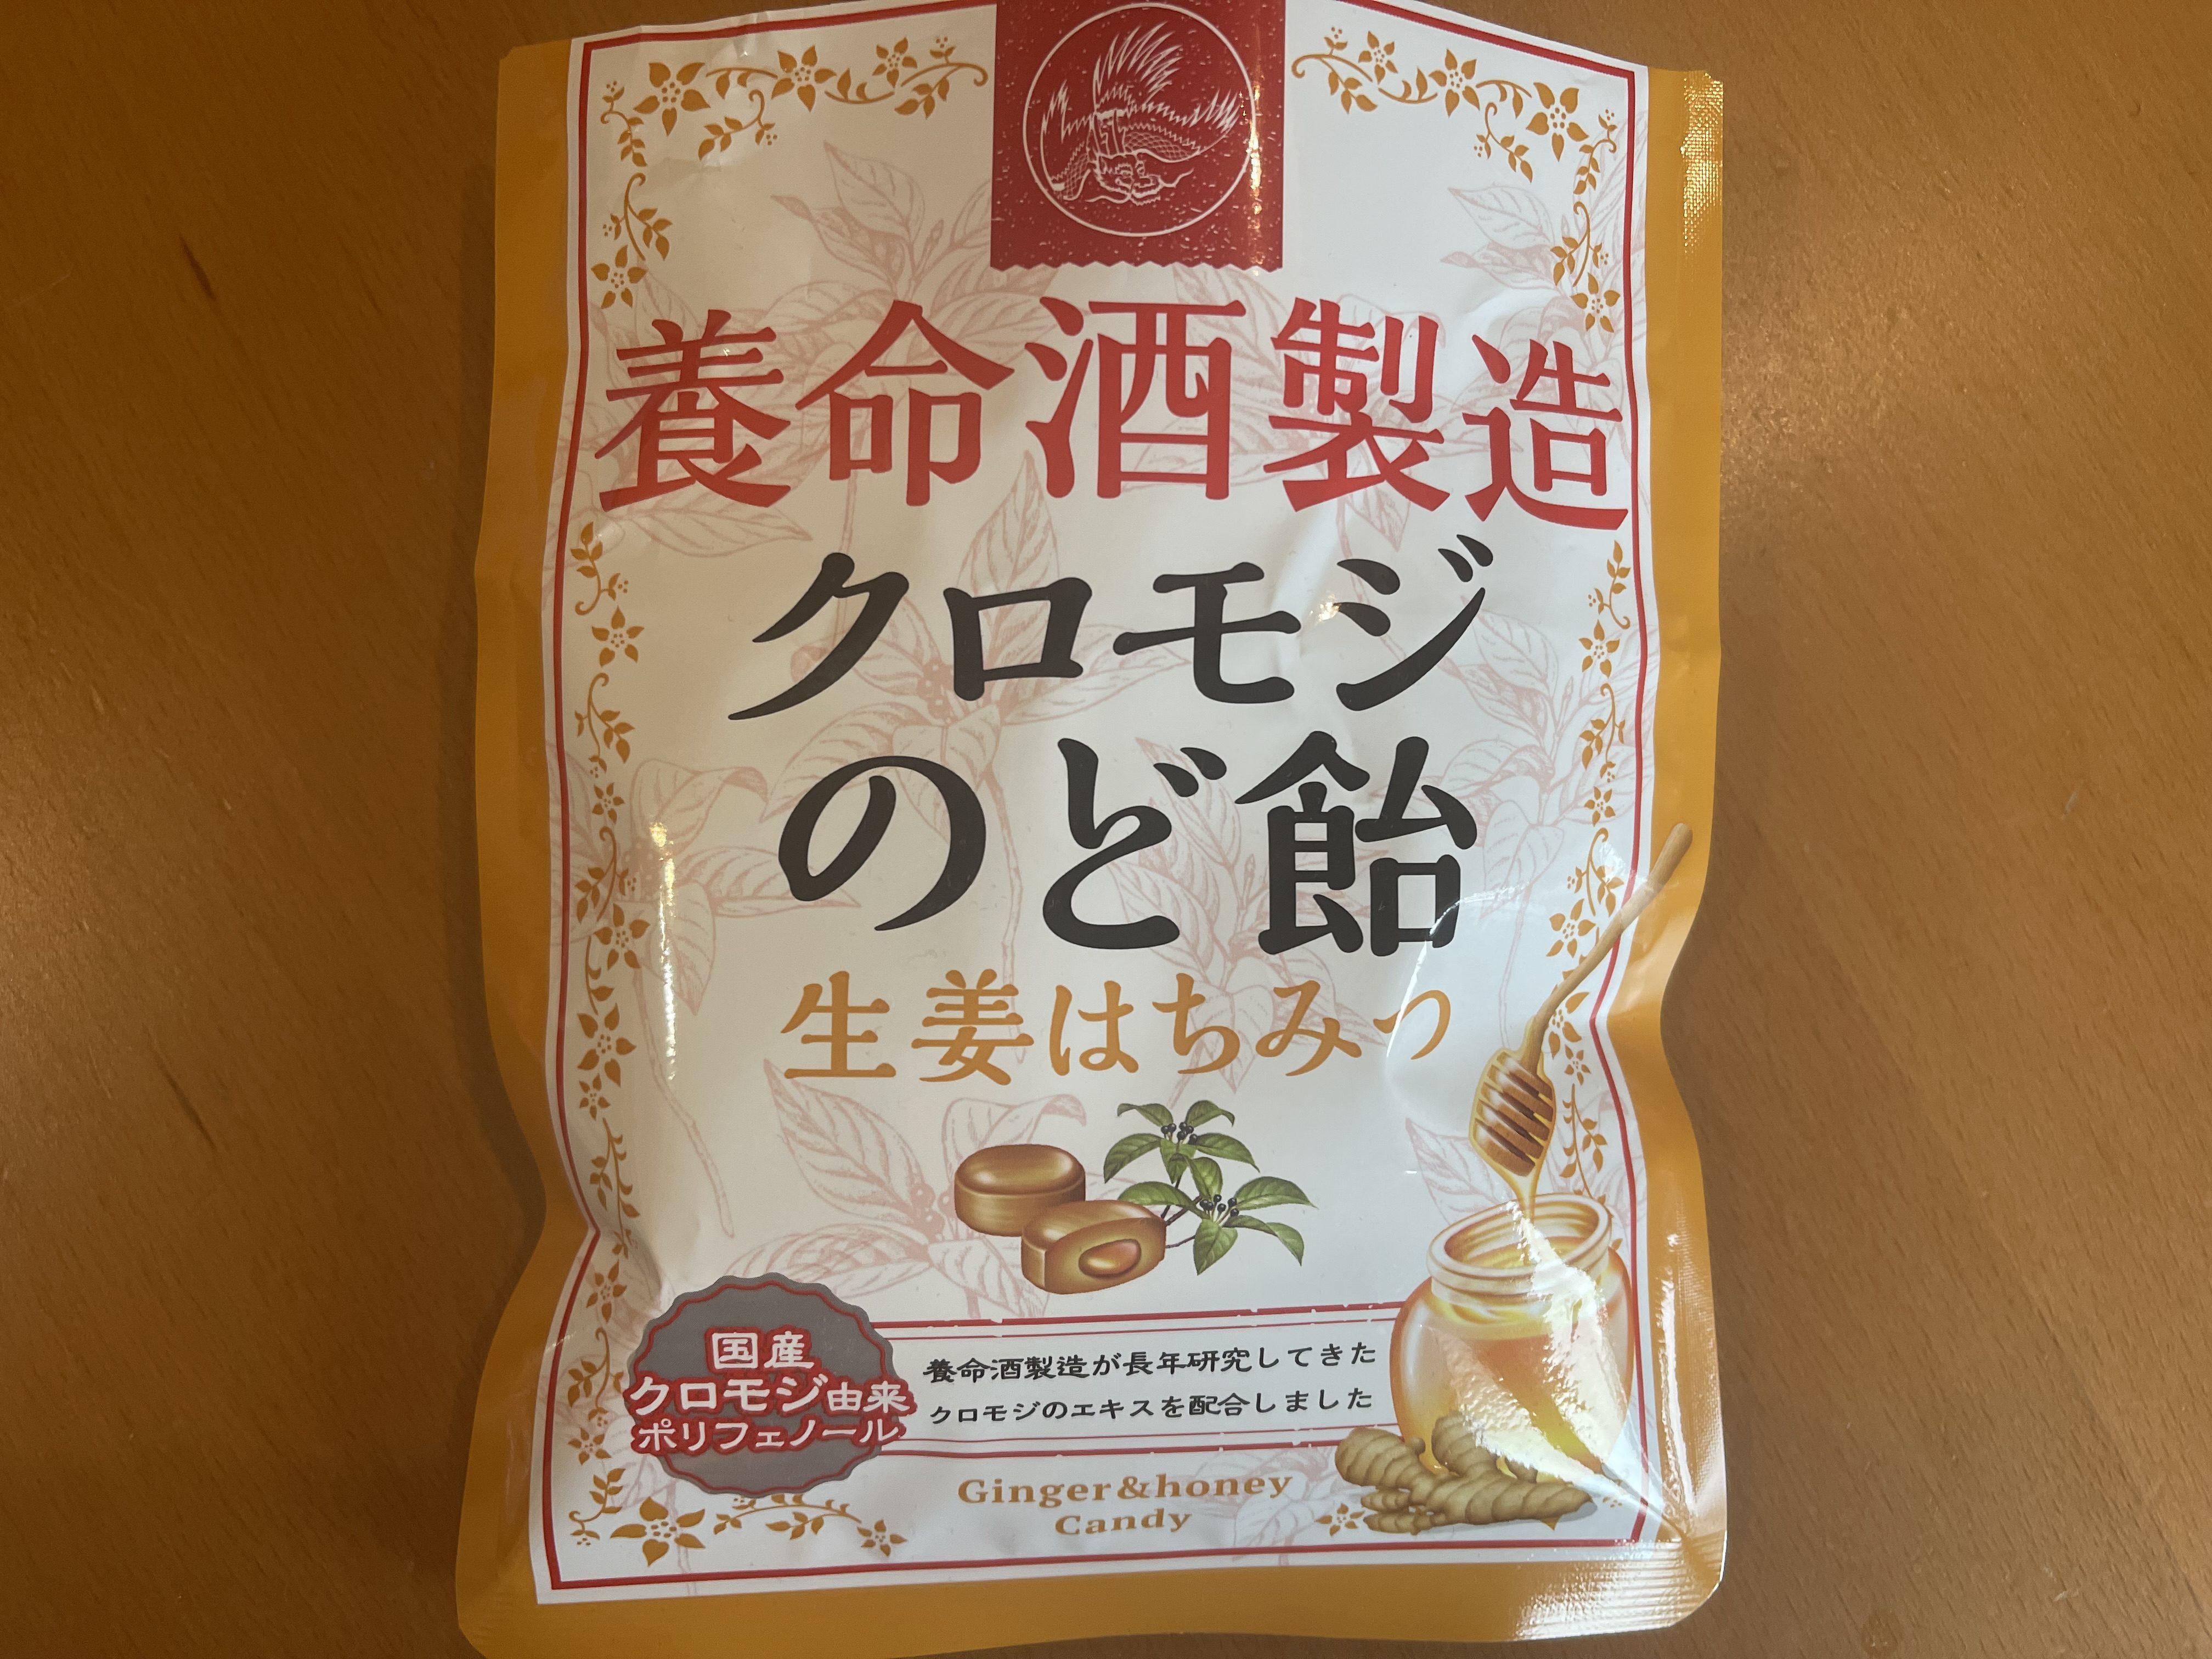 養命酒製造
クロモジ
のど飴
生姜はちみつ
国産
クロモジ由来
ポリフェノール
養命酒製造が長年研究してきた
クロモジのエキスを配合しました
Ginger&honey
Candy